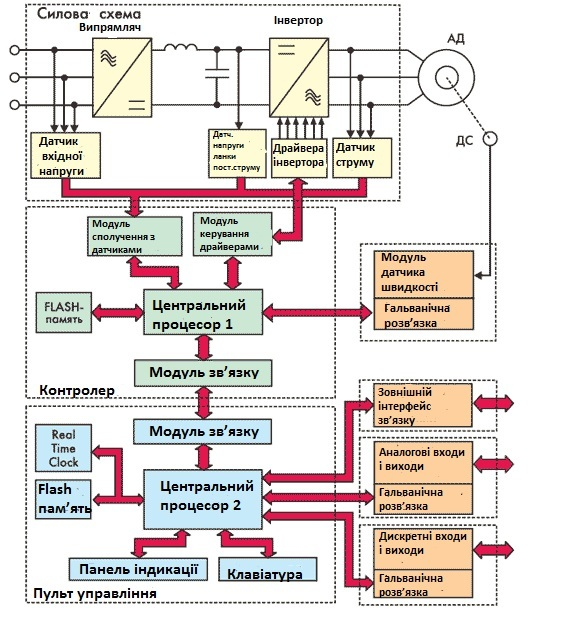 Силова схема
Випрямляч
Інвертор
АД
ДС
Датчик
вхідної
напруги
Датч.
напруги
ланки
пост.струму
Драйвера
інвертора
Датчик
струму
Модуль
сполучення з
датчиками
Модуль
керування
драйверами
Модуль
датчика
швидкості
Гальванічна
розв’язка
FLASH-
память
Центральний
процесор 1
Модуль зв’язку
Контролер
Модуль зв’язку
Real
Time
Clock
Flash
пам’ять
Центральний
процесор 2
Зовнішній
інтерфейс
зв’язку
Аналогові входи
і виходи
Гальванічна
розв’язка
Дискретні входи
і виходи
Гальванічна
розв’язка
Панель індикації
Клавіатура
Пульт управління